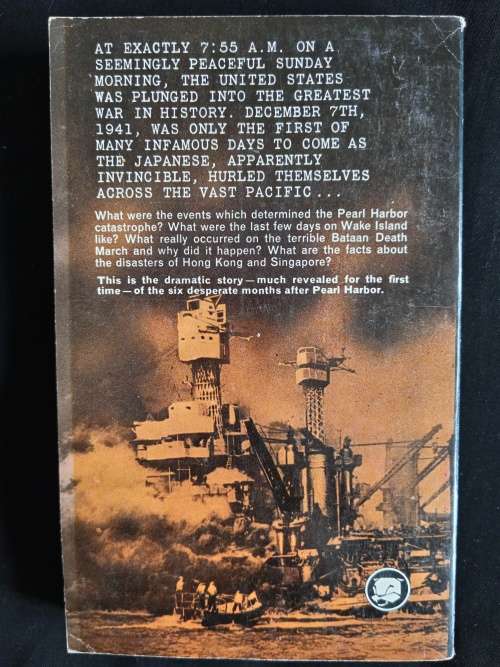 AT EXACTLY 7:55 A.M. ON A
SEEMINGLY PEACEFUL SUNDAY
MORNING, THE UNITED STATES
WAS PLUNGED INTO THE GREATEST
WAR IN HISTORY. DECEMBER 7TH,
1941, WAS ONLY THE FIRST OF
MANY INFAMOUS DAYS TO COME AS
THE JAPANESE, APPARENTLY
INVINCIBLE, HURLED THEMSELVES
ACROSS THE VAST PACIFIC...
What were the events which determined the Pearl Harbor
catastrophe? What were the last few days on Wake Island
like? What really occurred on the terrible Bataan Death
March and why did it happen? What are the facts about
the disasters of Hong Kong and Singapore?
This is the dramatic story—much revealed for the first
time—of the six desperate months after Pearl Harbor.